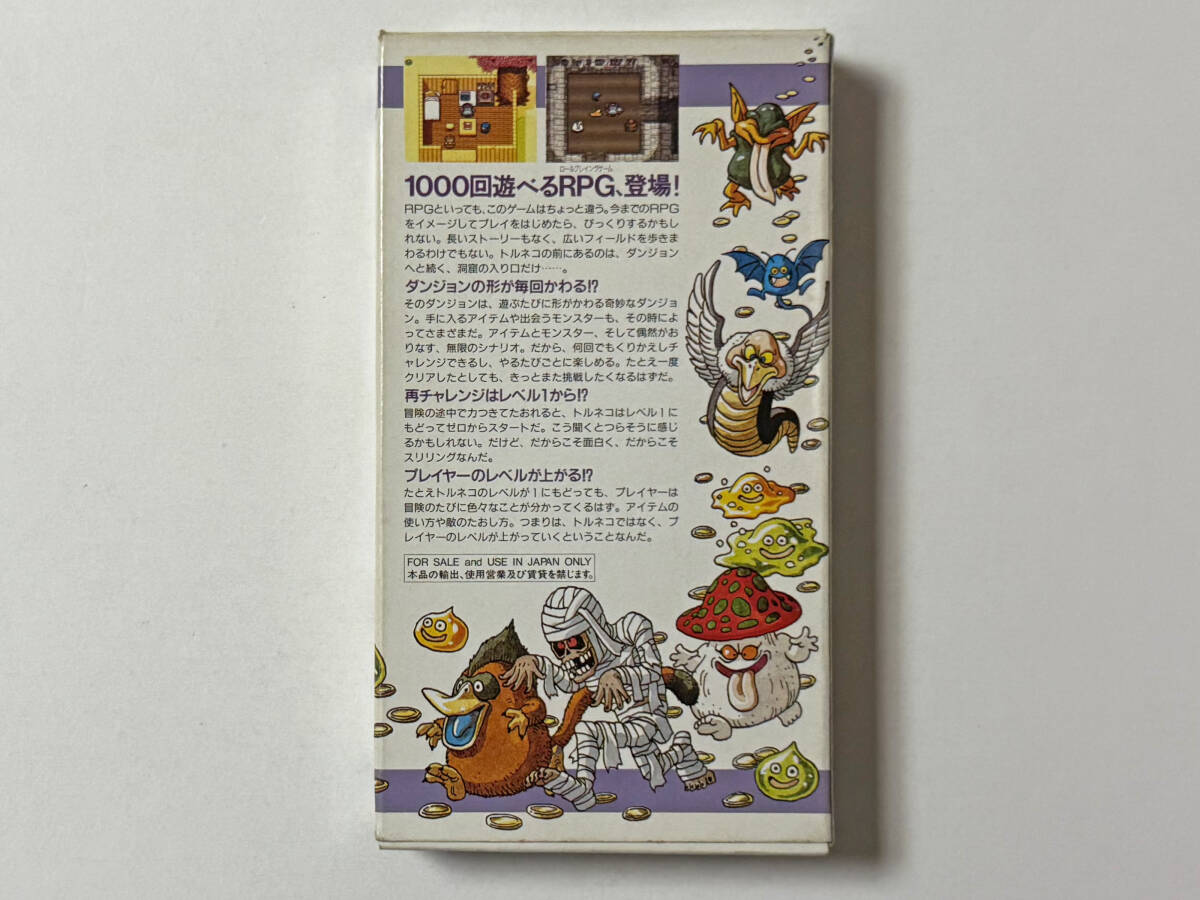 ロールプレイングゲーム
1000回遊べるRPG、登場!
RPGといっても、このゲームはちょっと違う。今までのRPG
をイメージしてプレイをはじめたら、びっくりするかもし
れない。長いストーリーもなく、広いフィールドを歩きま
わるわけでもない。トルネコの前にあるのは、ダンジョン
へと続く、洞窟の入り口だけ……。
ダンジョンの形が毎回かわる!?
そのダンジョンは、遊ぶたびに形がかわる奇妙なダンジョ
ン。手に入るアイテムや出会うモンスターも、その時によ
ってさまざまだ。アイテムとモンスター、そして偶然がお
りなす、無限のシナリオ。だから、何回でもくりかえしチ
ャレンジできるし、やるたびごとに楽しめる。たとえ一度
クリアしたとしても、きっとまた挑戦したくなるはずだ。
再チャレンジはレベル1から!?
冒険の途中で力つきてたおれると、トルネコはレベル1に
もどってゼロからスタートだ。こう聞くとつらそうに感じ
るかもしれない。だけど、だからこそ面白く、だからこそ
スリリングなんだ。
プレイヤーのレベルが上がる!?
たとえトルネコのレベルが1にもどっても、プレイヤーは
冒険のたびに色々なことが分かってくるはず。アイテムの
使い方や敵のたおし方。つまりは、トルネコではなく、プ
レイヤーのレベルが上がっていくということなんだ。
FOR SALE and USE IN JAPAN ONLY
本品の輸出、使用営業及び賃貸を禁じます。